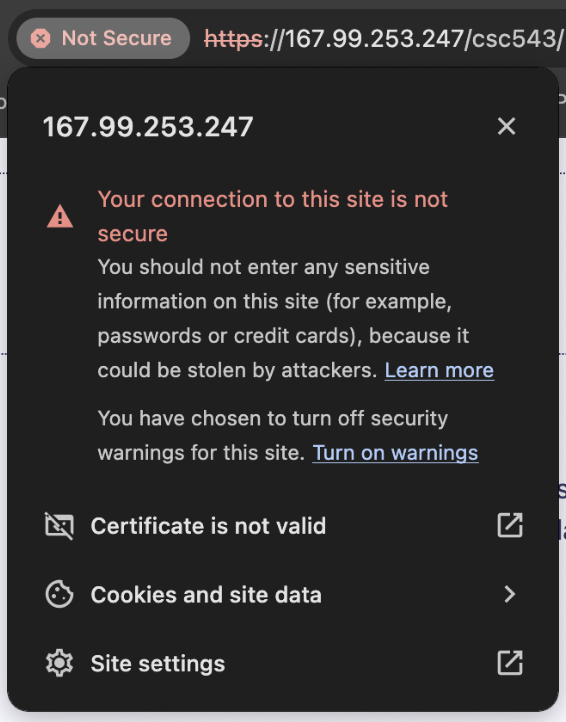 Not Secure https://167.99.253.247/csc543/
167.99.253.247
Your connection to this site is not
secure
You should not enter any sensitive
information on this site (for example,
passwords or credit cards), because it
could be stolen by attackers. Learn more
You have chosen to turn off security
warnings for this site. Turn on warnings
Certificate is not valid
Cookies and site data
Site settings